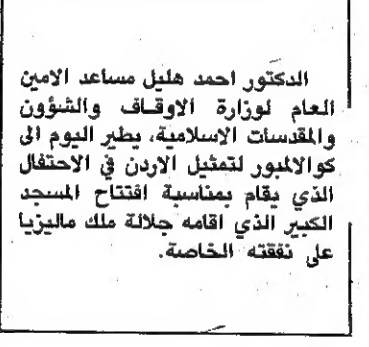 الدكتور احمد هليل مساعد الامين
العام لوزارة الاوقاف والشؤون
والمقدسات الاسلامية، يطير اليوم الى
كوالالمبور لتمثيل الاردن في الاحتفال
الذي يقام بمناسبة افتتاح المسجد
الكبير الذي اقامه جلالة ملك ماليزيا
على نفقته الخاصة.